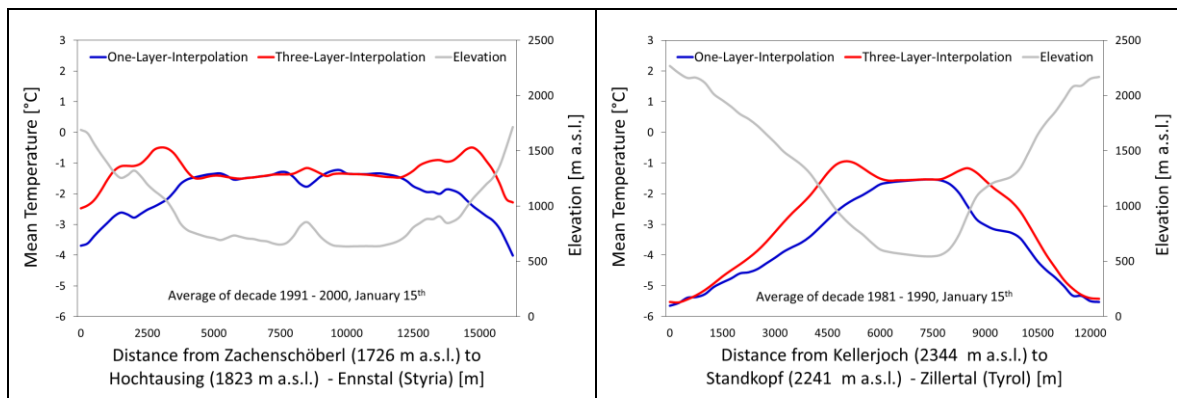 3
2
1
0
-1
-2
-3
-4
-5
-6
Mean Temperature [°C]
One-Layer-Interpolation Three-Layer-Interpolation Elevation
Average of decade 1991 - 2000, January 15th
2500
2000
1500
1000
500
0
Elevation [m a.s.l.]
0 2500 5000 7500 10000 12500 15000
Distance from Zachenschöberl (1726 m a.s.l.) to
Hochtausing (1823 m a.s.l.) - Ennstal (Styria) [m]
3
2
1
0
-1
-2
-3
-4
-5
-6
Mean Temperature [°C]
One-Layer-Interpolation Three-Layer-Interpolation Elevation
Average of decade 1981 - 1990, January 15th
2500
2000
1500
1000
500
0
Elevation [m a.s.l.]
0 1500 3000 4500 6000 7500 9000 10500 12000
Distance from Kellerjoch (2344 m a.s.l.) to
Standkopf (2241 m a.s.l.) - Zillertal (Tyrol) [m]